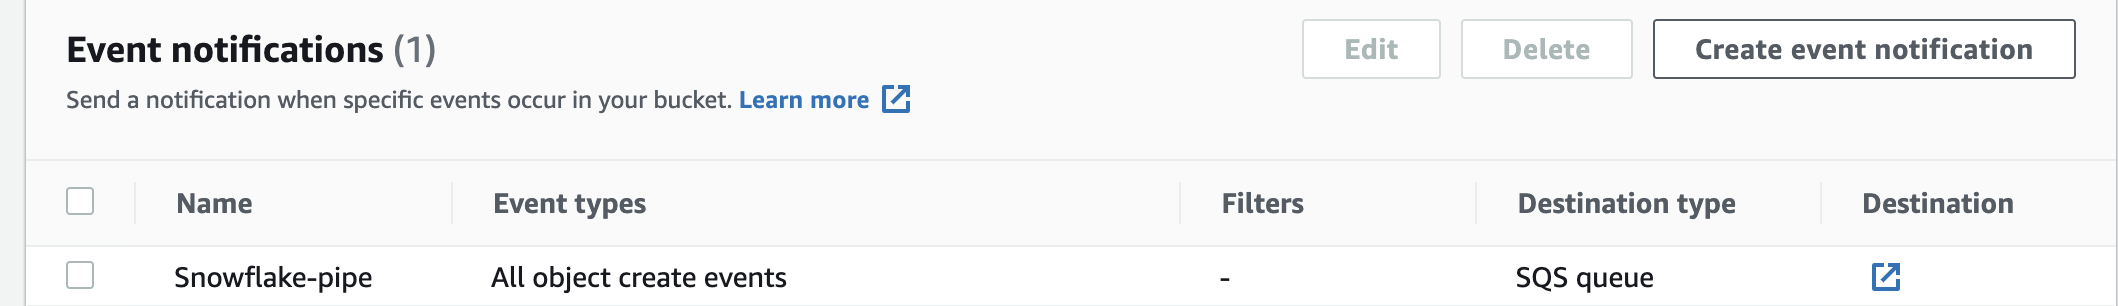 Event notifications (1)
Edit
Delete
Create event notification
Send a notification when specific events occur in your bucket. Learn more
Name Event types Filters Destination type Destination
Snowflake-pipe All object create events - SQS queue